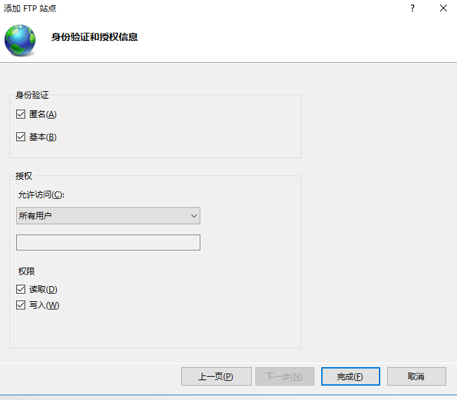 添加 FTP 站点
身份验证和授权信息
身份验证
匿名(A)
基本(B)
授权
允许访问(C):
所有用户
权限
读取(D)
写入(W)
上一页(P)
下一步(N)
完成(F)
取消